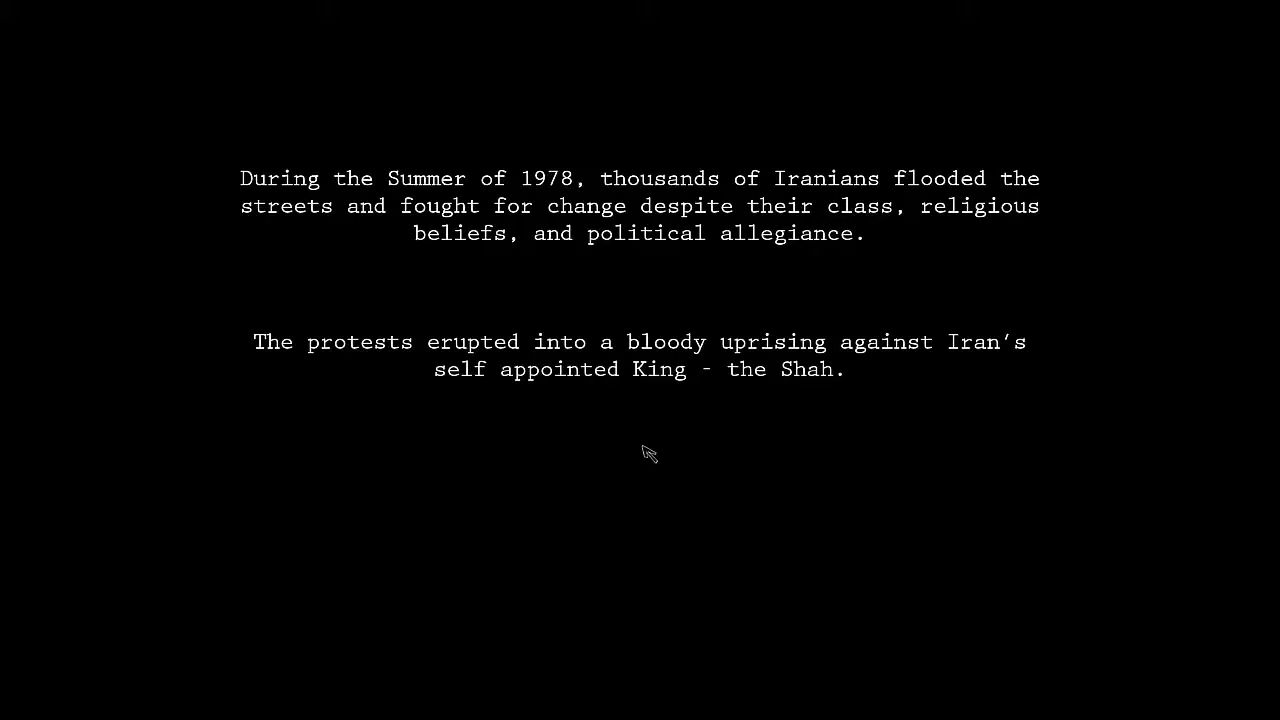 During the Summer of 1978, thousands of Iranians flooded the
streets and fought for change despite their class, religious
beliefs, and political allegiance.
The protests erupted into a bloody uprising against Iran's
self appointed King - the Shah.